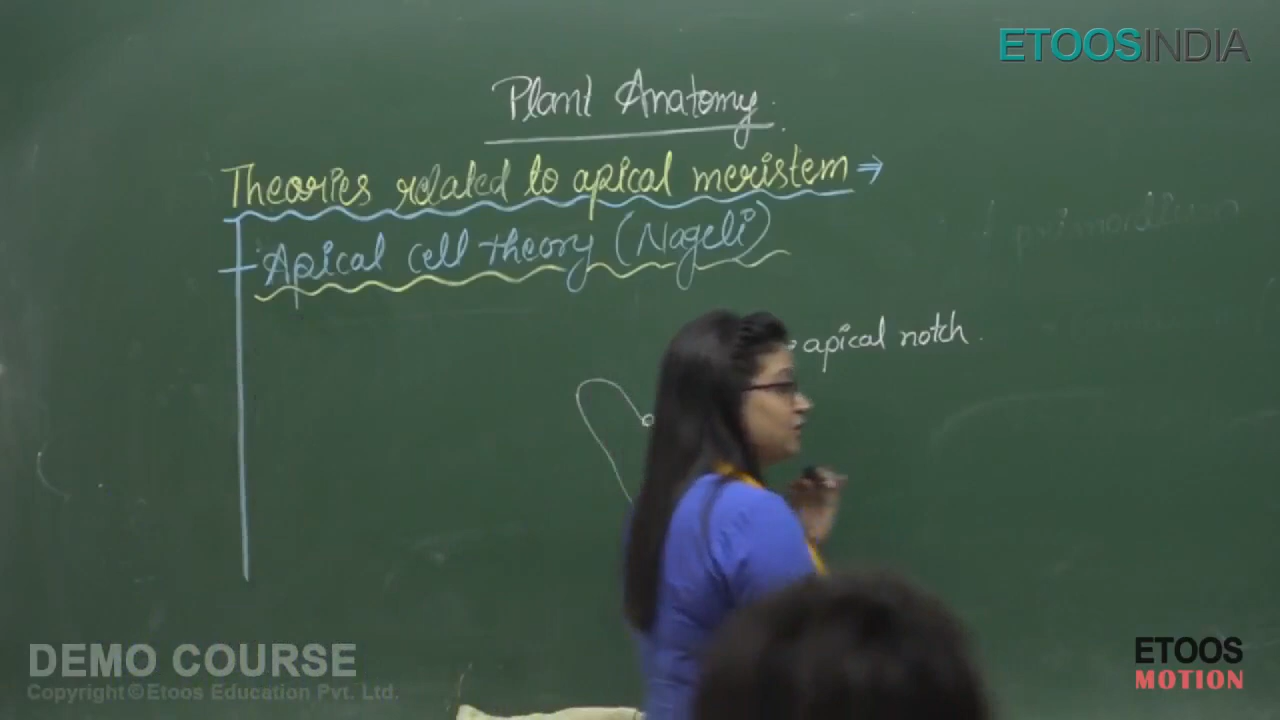 ETOOSINDIA
Plant Anatomy.
Theories related to apical meristem →
Apical cell theory (Nageli)
primordium
apical notch.
DEMO COURSE
Copyright©Etoos Education Pvt. Ltd.
ETOOS
MOTION